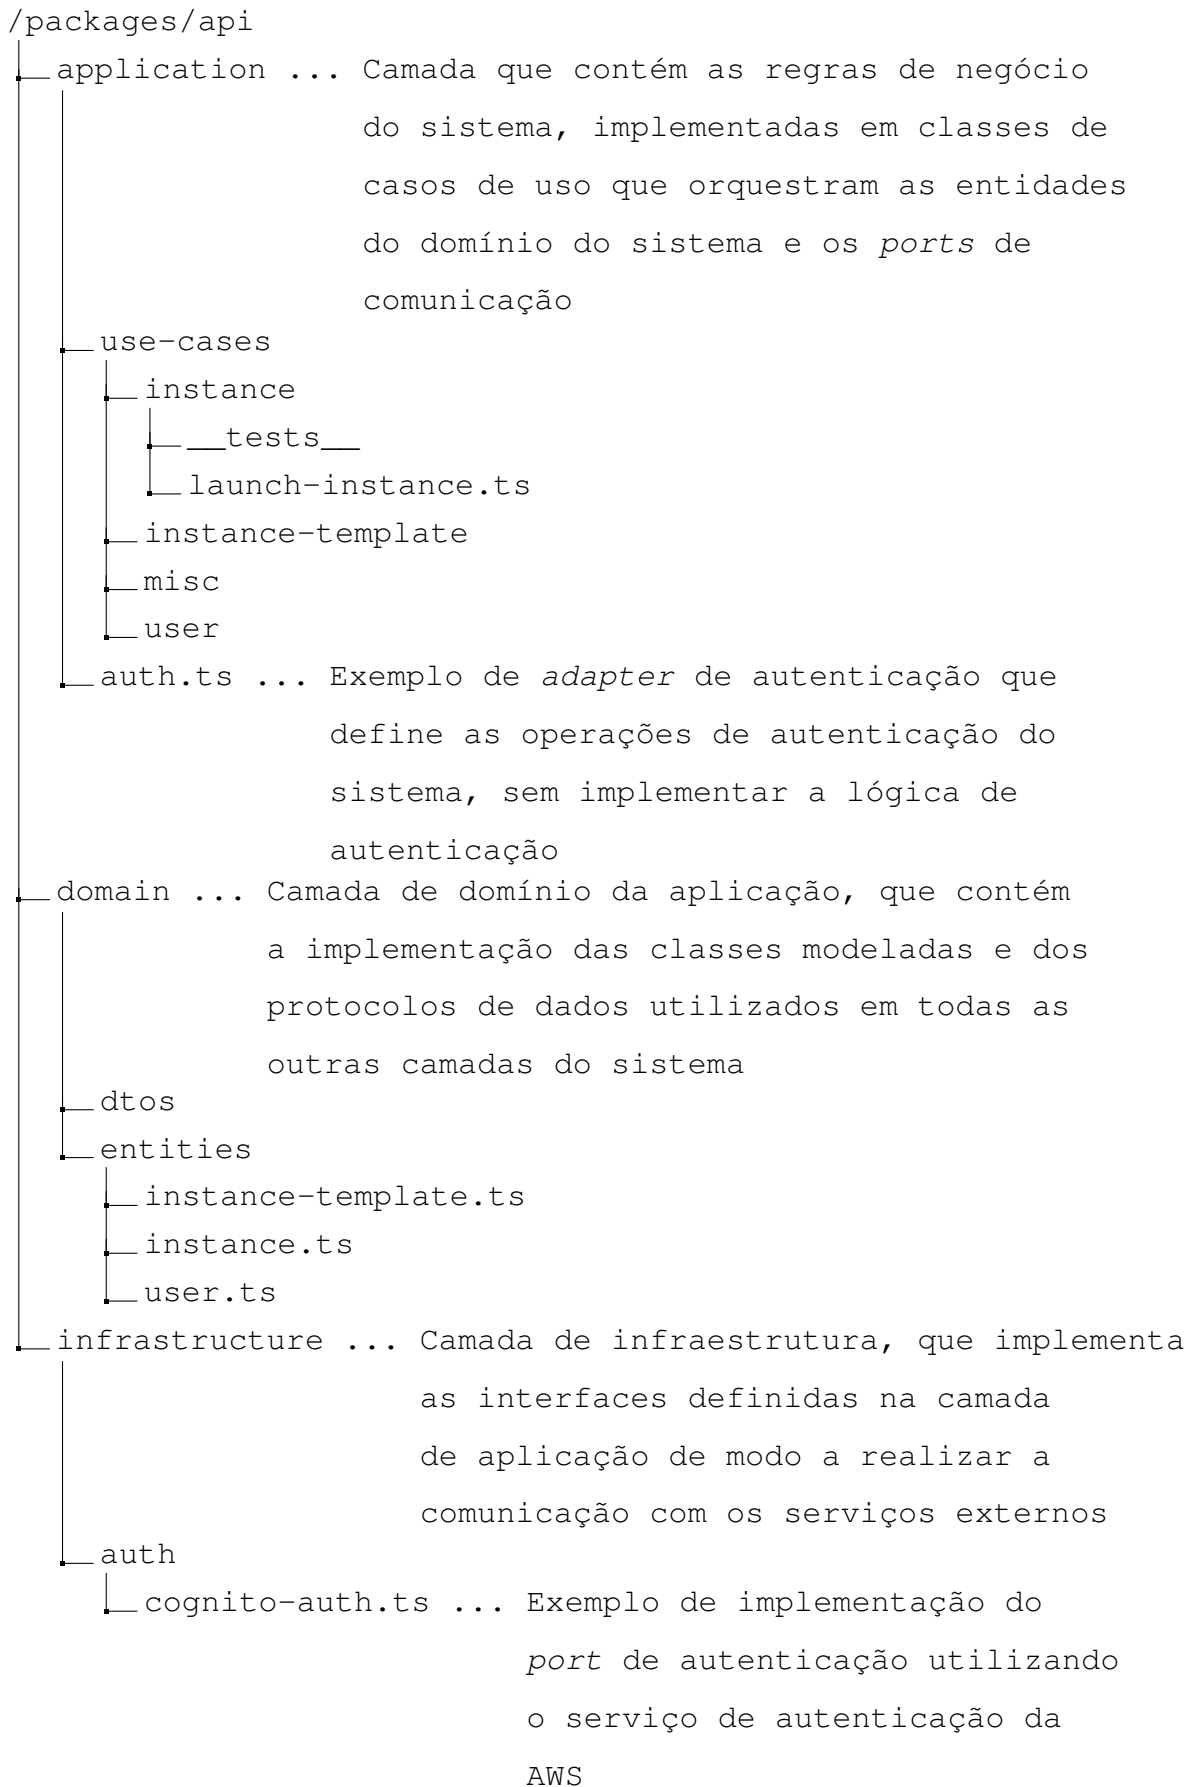 /packages/api
application ... Camada que contém as regras de negócio
do sistema, implementadas em classes de
casos de uso que orquestram as entidades
do domínio do sistema e os ports de
comunicação
use-cases
instance
__tests__
launch-instance.ts
instance-template
misc
user
auth.ts ... Exemplo de adapter de autenticação que
define as operações de autenticação do
sistema, sem implementar a lógica de
autenticação
domain ... Camada de domínio da aplicação, que contém
a implementação das classes modeladas e dos
protocolos de dados utilizados em todas as
outras camadas do sistema
dtos
entities
instance-template.ts
instance.ts
user.ts
infrastructure ... Camada de infraestrutura, que implementa
as interfaces definidas na camada
de aplicação de modo a realizar a
comunicação com os serviços externos
auth
cognito-auth.ts ... Exemplo de implementação do
port de autenticação utilizando
o serviço de autenticação da
AWS